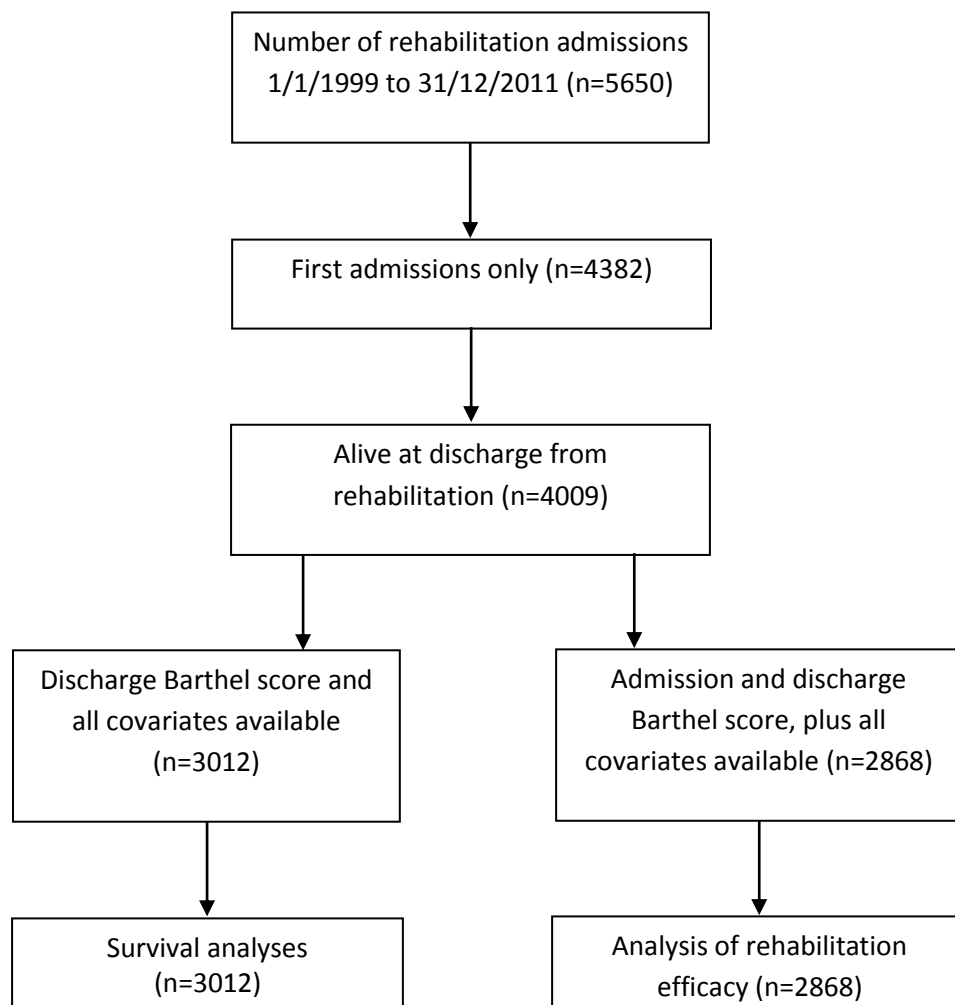 Number of rehabilitation admissions
1/1/1999 to 31/12/2011 (n=5650)
First admissions only (n=4382)
Alive at discharge from
rehabilitation (n=4009)
Discharge Barthel score and
all covariates available
(n=3012)
Admission and discharge
Barthel score, plus all
covariates available (n=2868)
Survival analyses
(n=3012)
Analysis of rehabilitation
efficacy (n=2868)